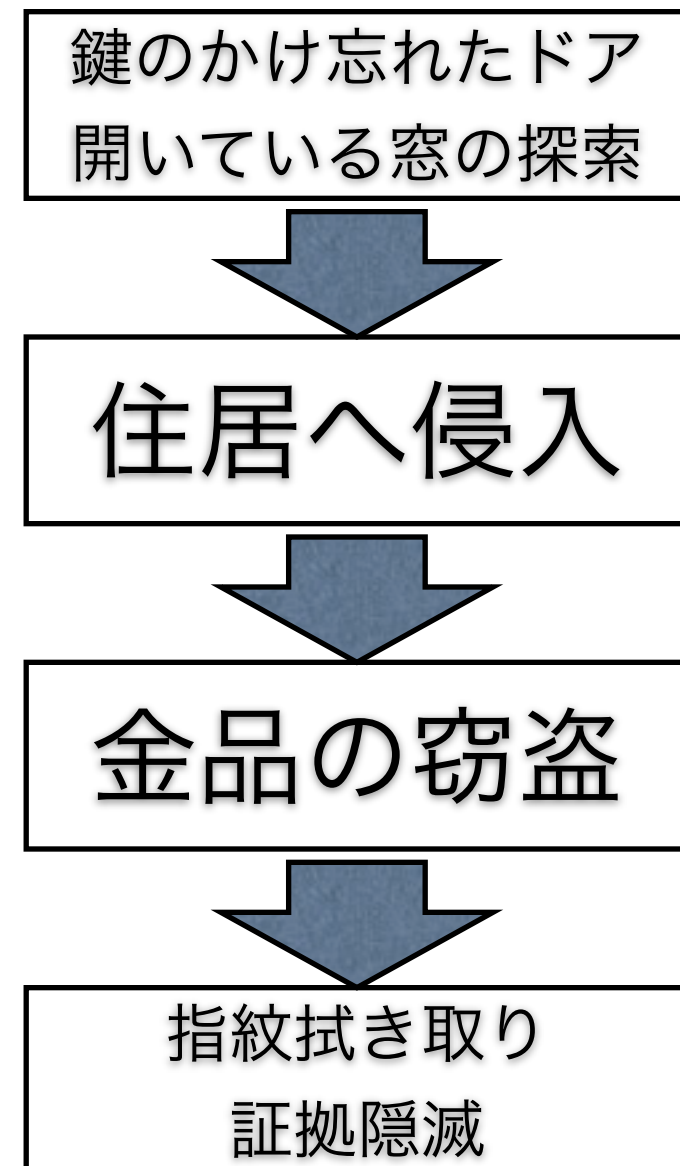 鍵のかけ忘れたドア
開いている窓の探索
住居へ侵入
金品の窃盗
指紋拭き取り
証拠隠滅